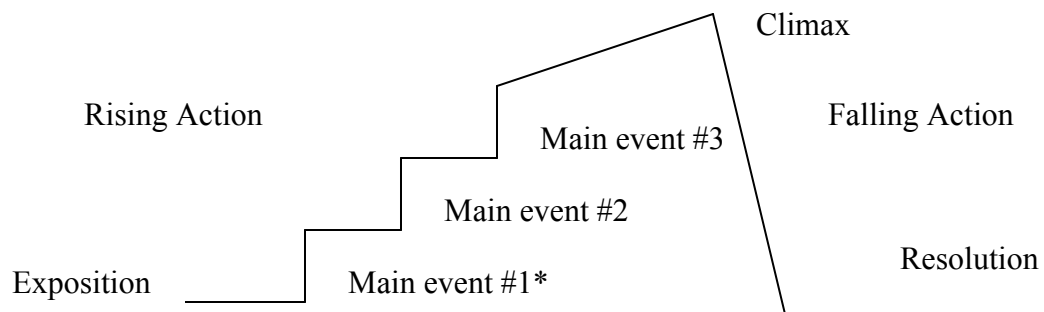 Climax
Rising Action
Falling Action
Main event #3
Main event #2
Resolution
Exposition
Main event #1*